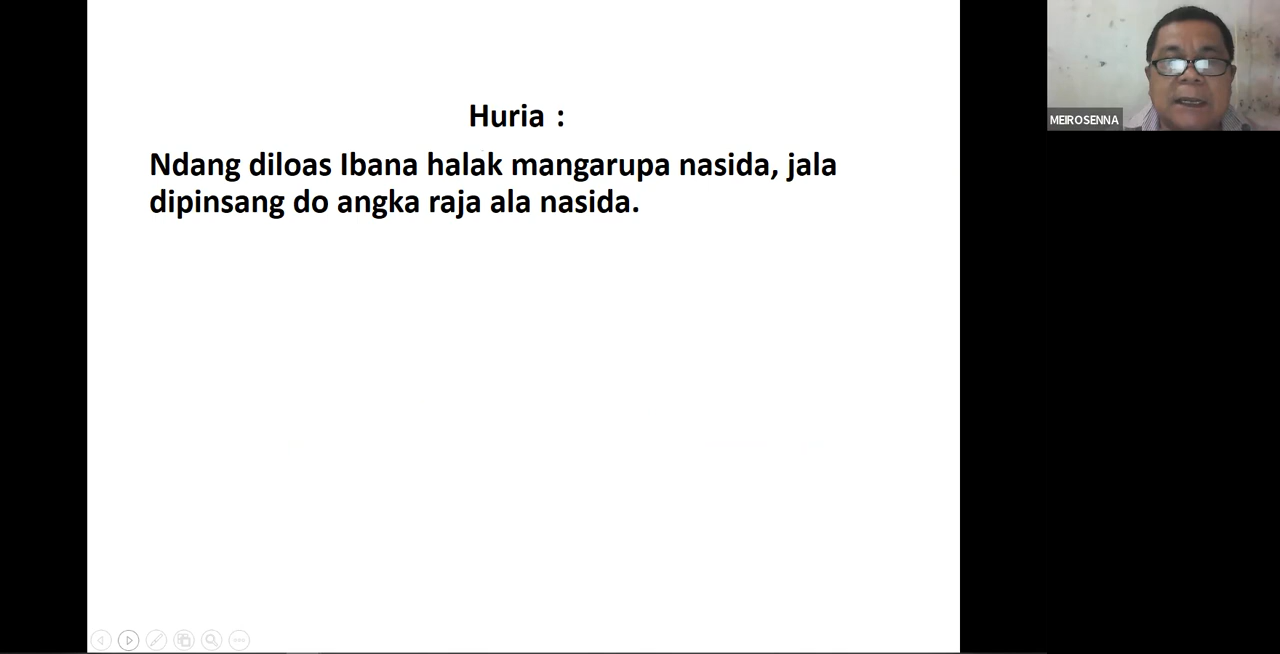 Huria :
Ndang diloas Ibana halak mangarupa nasida, jala
dipinsang do angka raja ala nasida.
MEIROSENNA